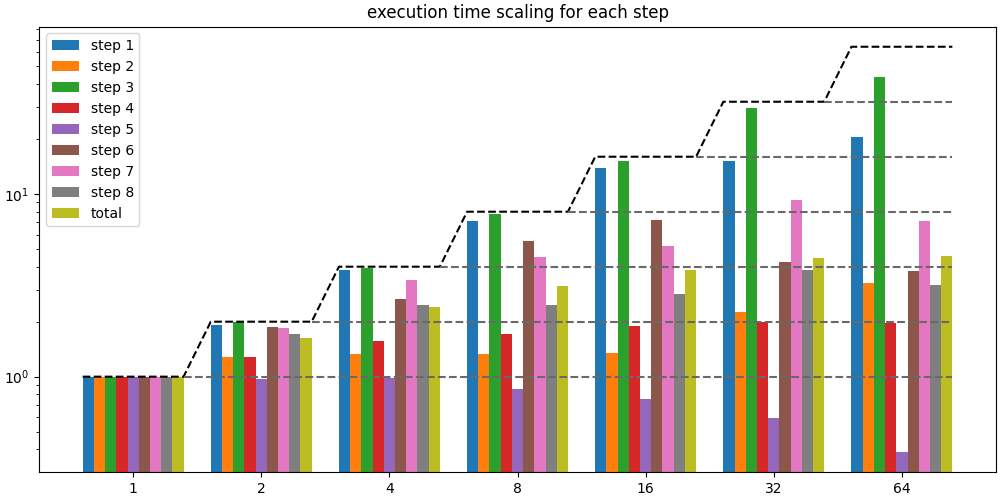 execution time scaling for each step
step 1
step 2
step 3
step 4
step 5
step 6
step 7
step 8
total
10¹
10⁰
1 2 4 8 16 32 64